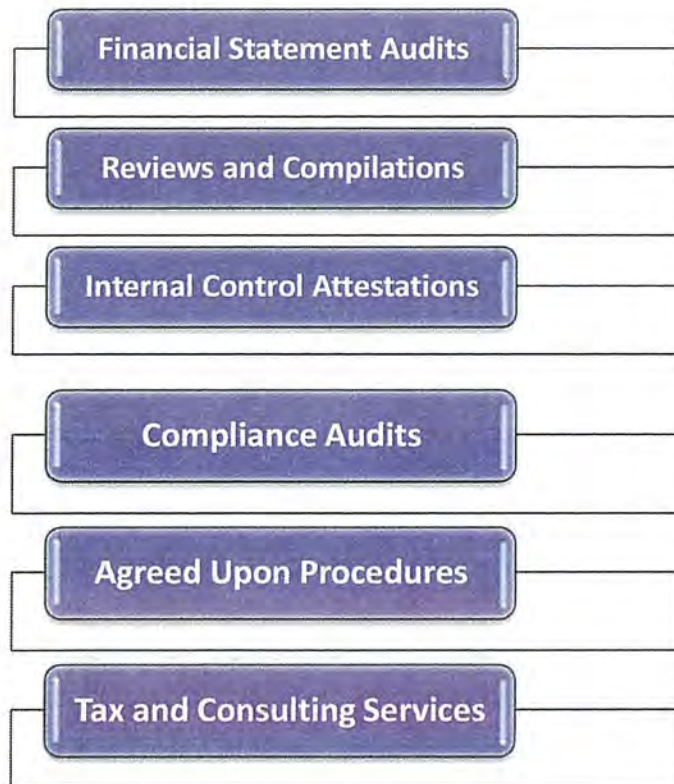 Financial Statement Audits
Reviews and Compilations
Internal Control Attestations
Compliance Audits
Agreed Upon Procedures
Tax and Consulting Services